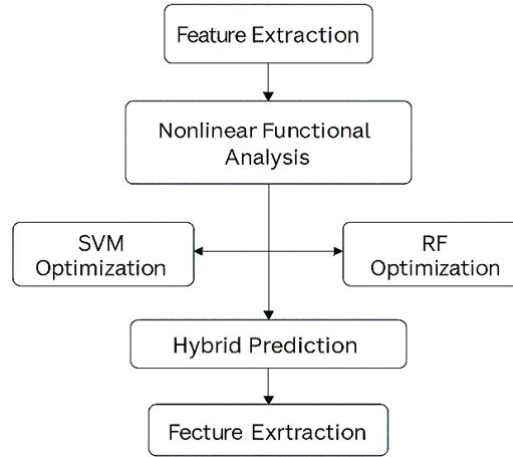 Feature Extraction
Nonlinear Functional
Analysis
SVM
Optimization
RF
Optimization
Hybrid Prediction
Fecture Exrtraction